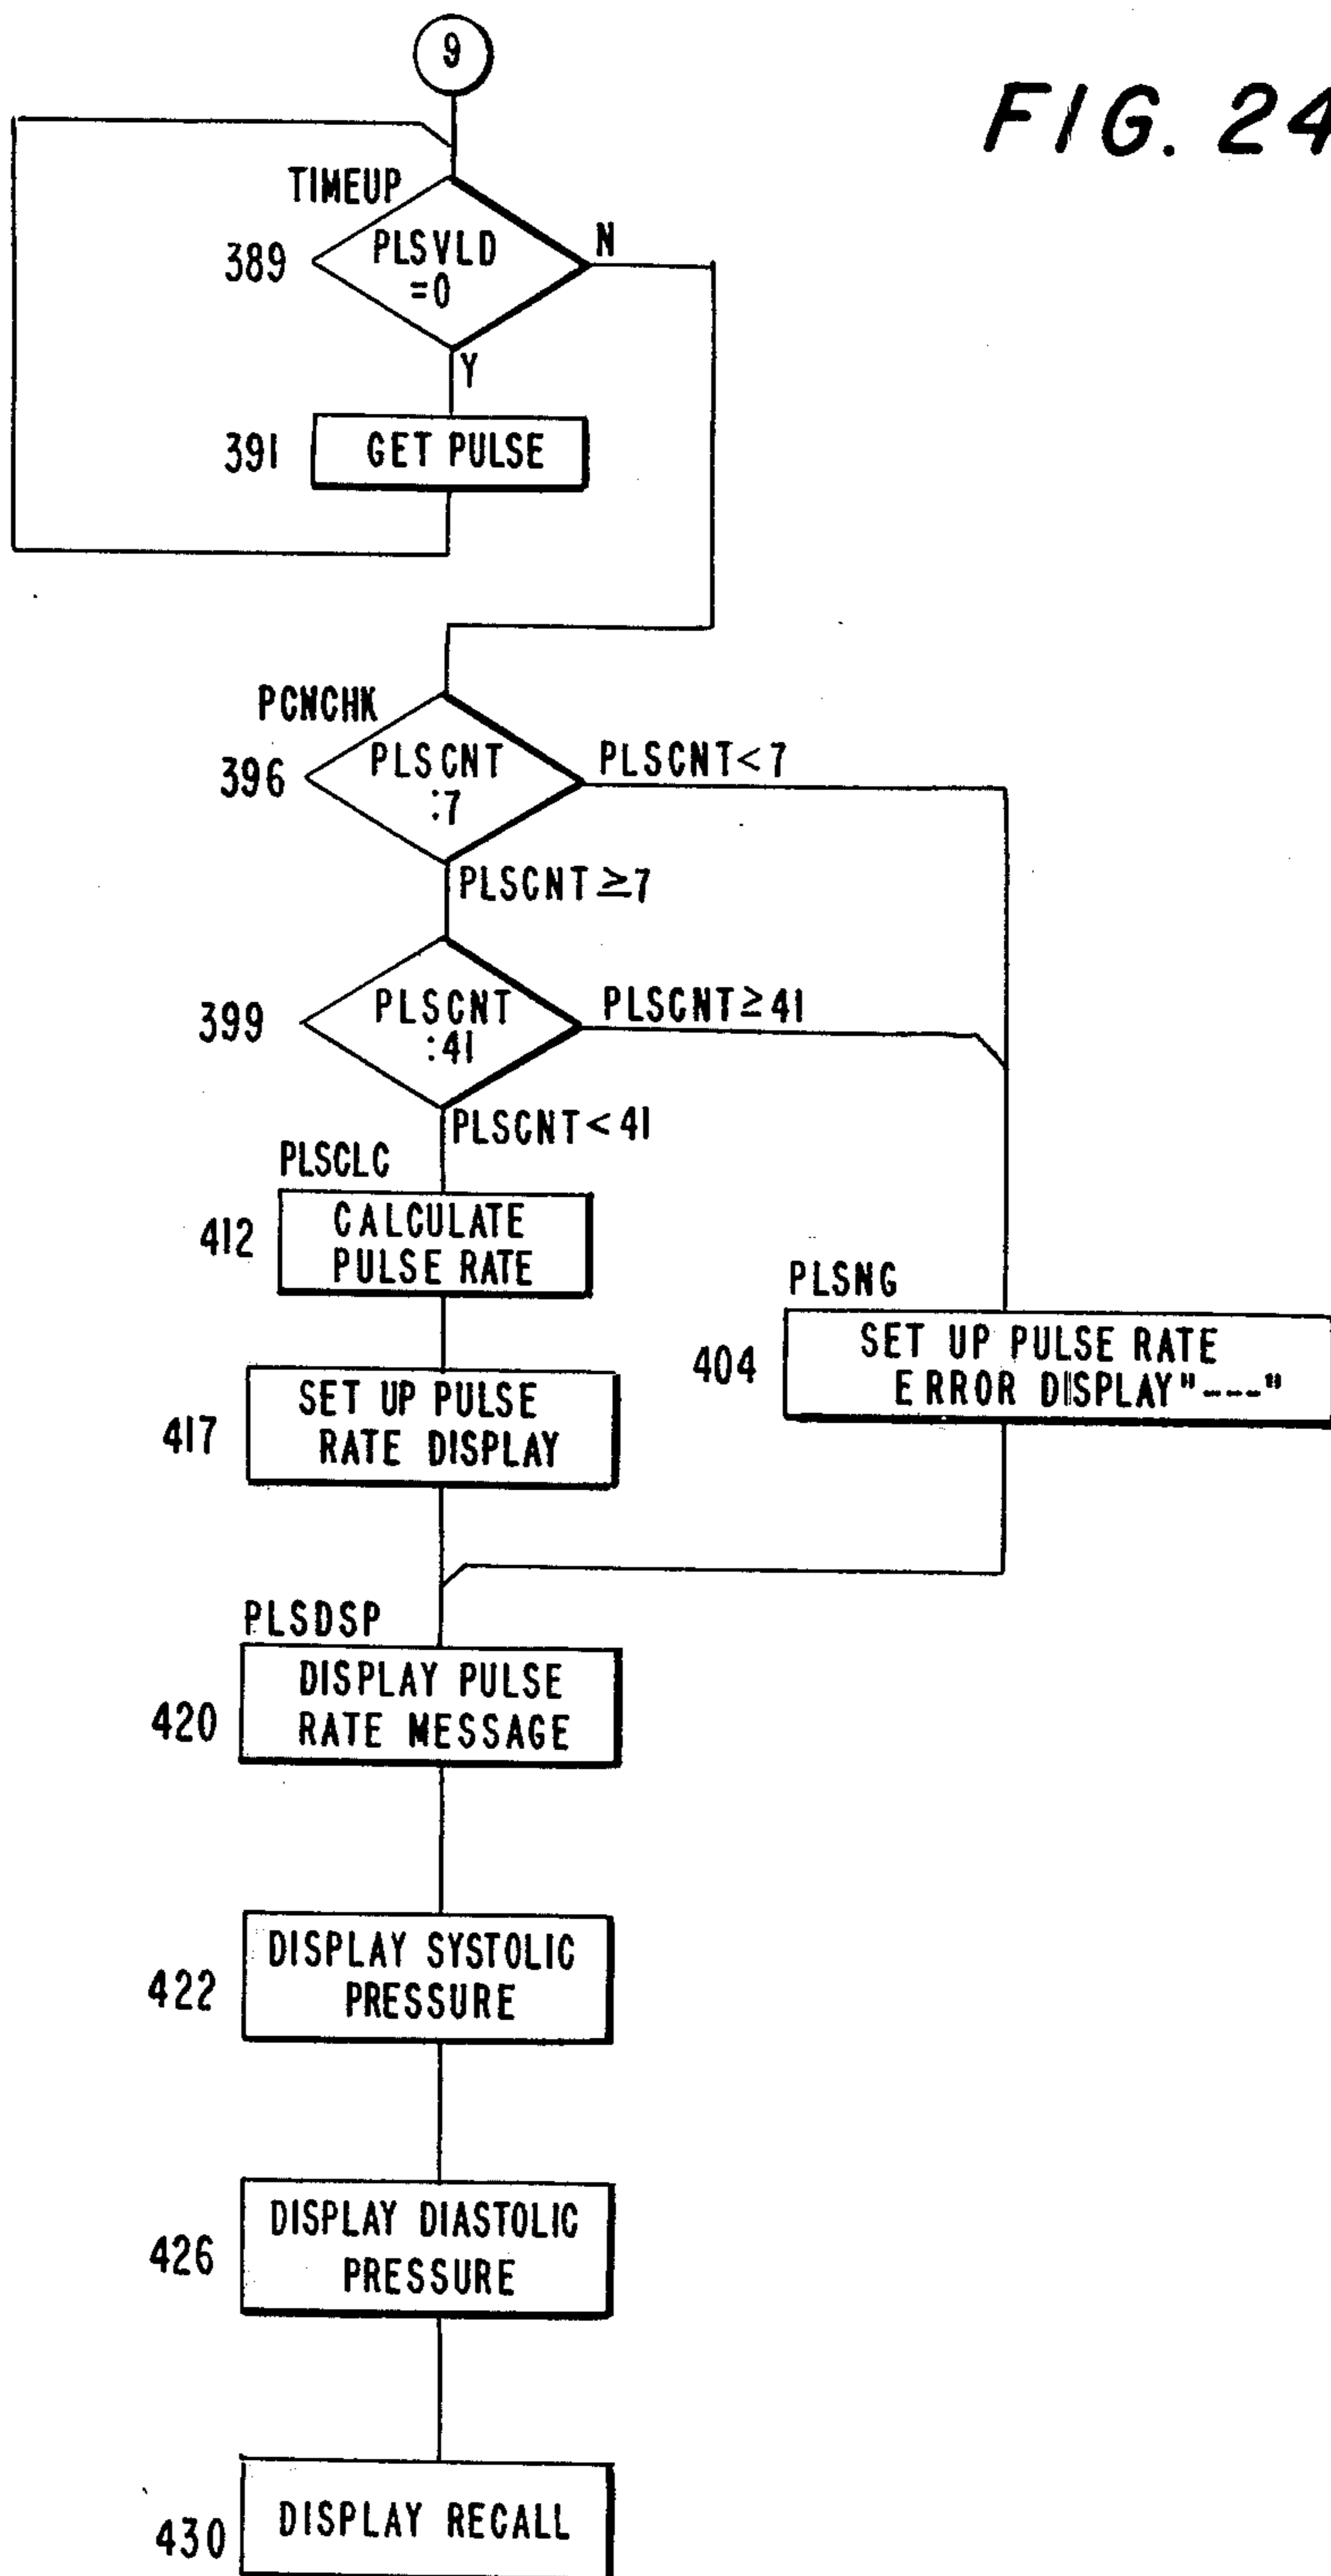 9
FIG. 24
TIMEUP
389
PLSVLD
=0
N
Y
391
GET PULSE
PCNCHK
396
PLSCNT
:7
PLSCNT<7
PLSCNT≥7
399
PLSCNT
:41
PLSCNT≥41
PLSCNT<41
PLSCLC
412
CALCULATE
PULSE RATE
PLSNG
404
SET UP PULSE RATE
ERROR DISPLAY"---"
417
SET UP PULSE
RATE DISPLAY
PLSDSP
420
DISPLAY PULSE
RATE MESSAGE
422
DISPLAY SYSTOLIC
PRESSURE
426
DISPLAY DIASTOLIC
PRESSURE
430
DISPLAY RECALL